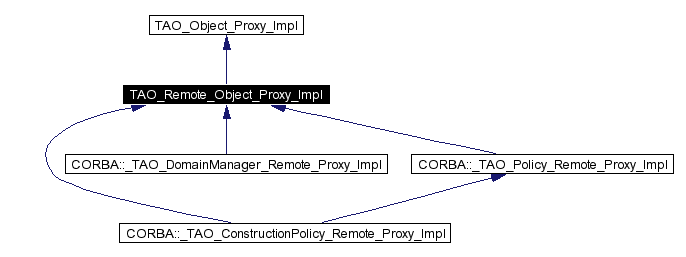 TAO_Object_Proxy_Impl
TAO_Remote_Object_Proxy_Impl
CORBA::_TAO_DomainManager_Remote_Proxy_Impl
CORBA::_TAO_Policy_Remote_Proxy_Impl
CORBA::_TAO_ConstructionPolicy_Remote_Proxy_Impl